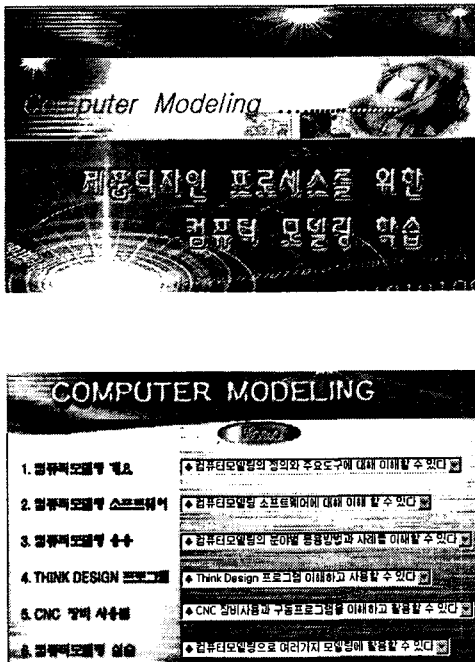 Computer Modeling
제품디자인 프로세스를 위한
컴퓨터 모델링 학습
COMPUTER MODELING
1. 컴퓨터모델링 개요
♠ 컴퓨터모델링의 정의와 주요도구에 대해 이해할 수 있다
2. 컴퓨터모델링 소프트웨어
♠ 컴퓨터모델링 소프트웨어에 대해 이해 할 수 있다
3. 컴퓨터모델링 응용
♠ 컴퓨터모델링의 분야별 응용방법과 사례를 이해할 수 있다
4. THINK DESIGN 프로그램
♠ Think Design 프로그램 이해하고 사용할 수 있다
5. CNC 장비 사용법
♠ CNC 장비사용과 구동프로그램을 이해하고 활용할 수 있다
6. 컴퓨터모델링 실습
♠ 컴퓨터모델링으로 여러가지 모델링에 활용할 수 있다